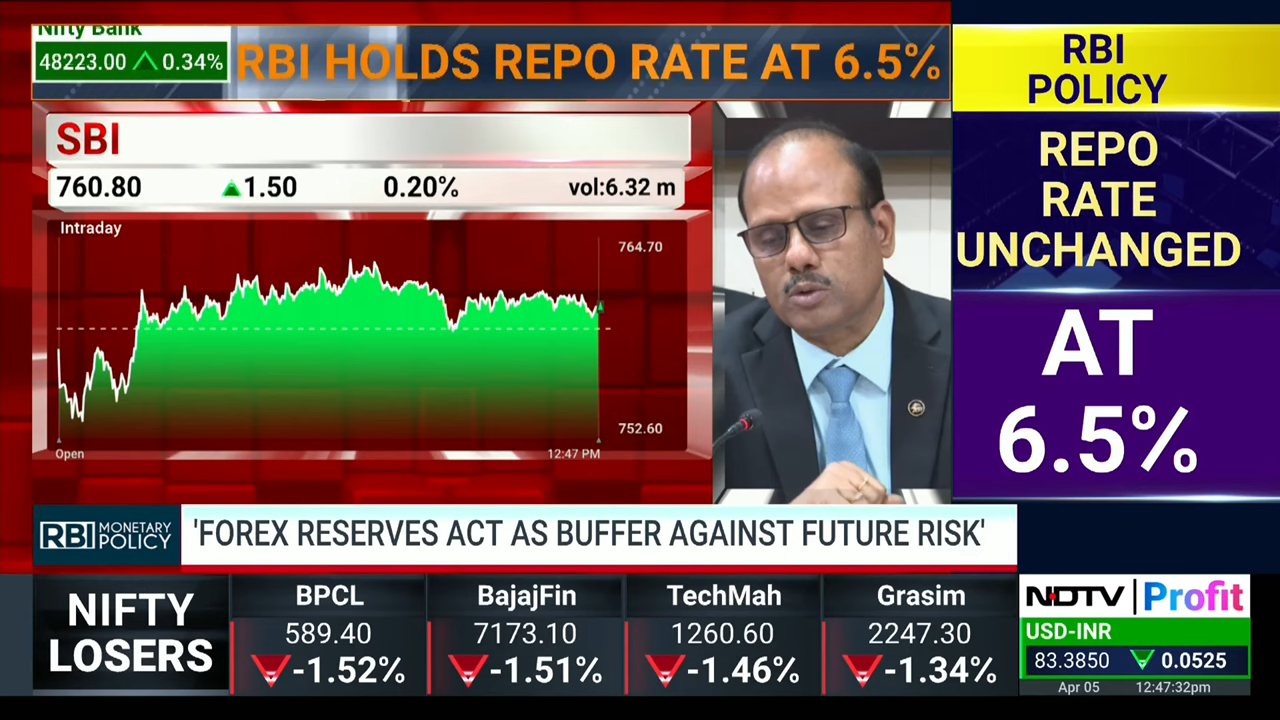 Nifty Bank
48223.00 0.34%
RBI HOLDS REPO RATE AT 6.5%
RBI
POLICY
REPO
RATE
UNCHANGED
AT
6.5%
SBI
760.80 1.50 0.20% vol:6.32 m
Intraday
764.70
752.60
Open 12:47 PM
RBI MONETARY
POLICY
'FOREX RESERVES ACT AS BUFFER AGAINST FUTURE RISK'
NIFTY
LOSERS
BPCL
589.40
-1.52%
BajajFin
7173.10
-1.51%
TechMah
1260.60
-1.46%
Grasim
2247.30
-1.34%
NDTV Profit
USD-INR
83.3850 0.0525
Apr 05 12:47:32pm